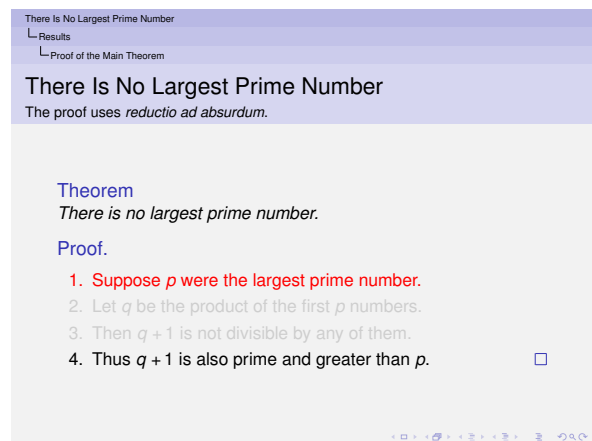 There Is No Largest Prime Number
Results
Proof of the Main Theorem
There Is No Largest Prime Number
The proof uses reductio ad absurdum.
Theorem
There is no largest prime number.
Proof.
1. Suppose p were the largest prime number.
2. Let q be the product of the first p numbers.
3. Then q + 1 is not divisible by any of them.
4. Thus q + 1 is also prime and greater than p.